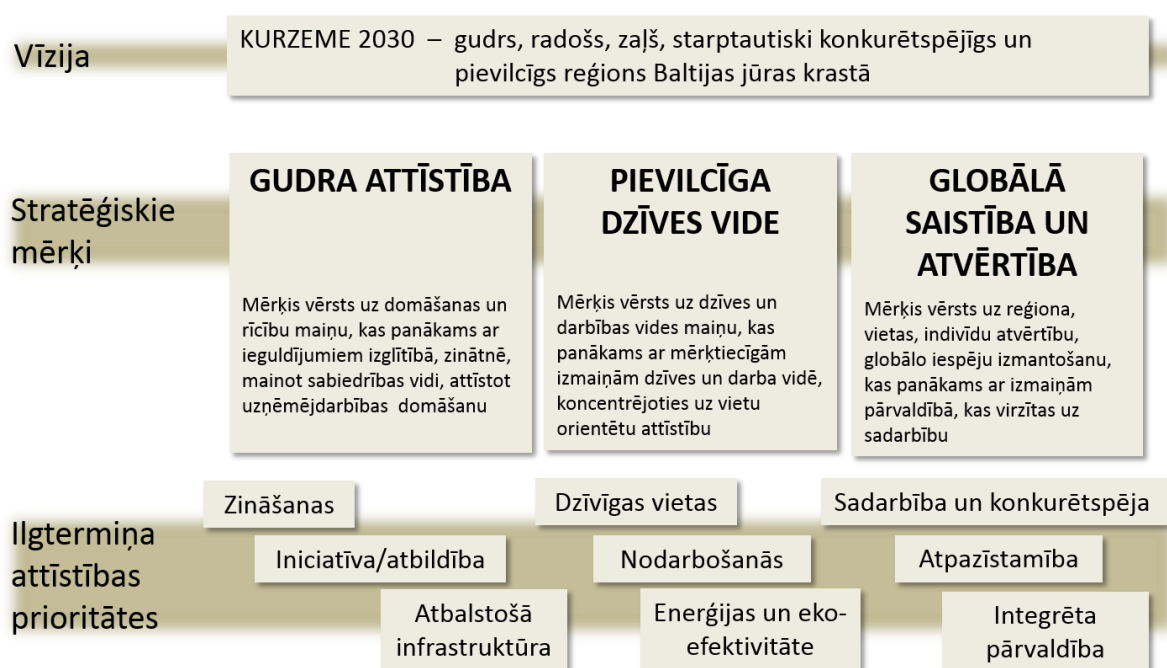 Vīzija
KURZEME 2030 – gudrs, radošs, zaļš, starptautiski konkurētspējīgs un
pievilcīgs reģions Baltijas jūras krastā
Stratēģiskie
mērķi
GUDRA ATTĪSTĪBA
Mērķis vērsts uz domāšanas un
rīcību maiņu, kas panākams ar
ieguldījumiem izglītībā, zinātnē,
mainot sabiedrības vidi, attīstot
uzņēmējdarbības domāšanu
PIEVILCĪGA
DZĪVES VIDE
Mērķis vērsts uz dzīves un
darbības vides maiņu, kas
panākams ar mērķtiecīgām
izmaiņām dzīves un darba vidē,
koncentrējoties uz vietu
orientētu attīstību
GLOBĀLĀ
SAISTĪBA UN
ATVĒRTĪBA
Mērķis vērsts uz reģiona,
vietas, indivīdu atvērtību,
globālo iespēju izmantošanu,
kas panākams ar izmaiņām
pārvaldībā, kas virzītas uz
sadarbību
Ilgtermiņa
attīstības
prioritātes
Zināšanas
Iniciatīva/atbildība
Atbalstošā
infrastruktūra
Dzīvīgas vietas
Nodarbošanās
Enerģijas un eko-
efektivitāte
Sadarbība un konkurētspēja
Atpazīstamība
Integrēta
pārvaldība